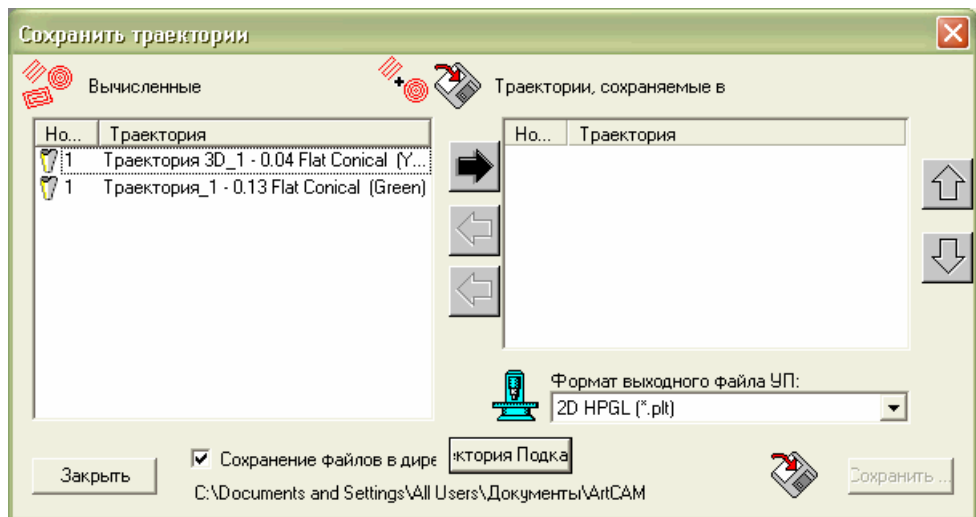 Сохранить траектории
Вычисленные
Траектории, сохраняемые в
Но... Траектория
1 Траектория 3D_1 - 0.04 Flat Conical (Y...
1 Траектория_1 - 0.13 Flat Conical (Green)
Но... Траектория
Формат выходного файла УП:
2D HPGL (*.plt)
Сохранение файлов в дире
ктория Подка
Закрыть
C:\Documents and Settings\All Users\Документы\ArtCAM
Сохранить ...